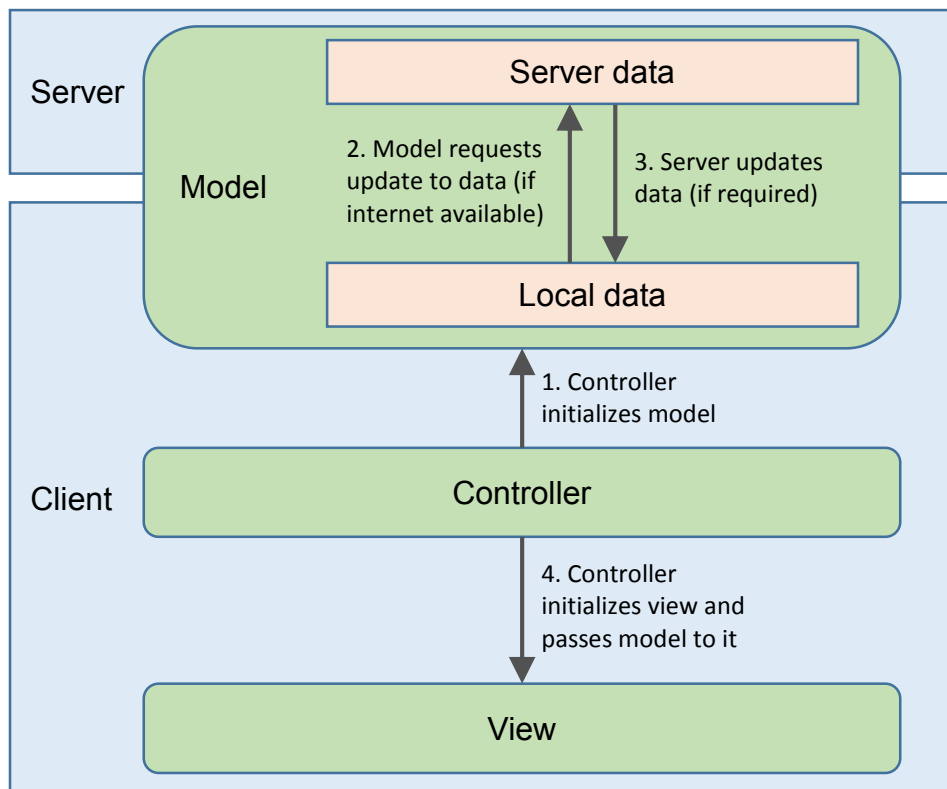 Server
Server data
2. Model requests
update to data (if
internet available)
3. Server updates
data (if required)
Model
Local data
1. Controller
initializes model
Client
Controller
4. Controller
initializes view and
passes model to it
View